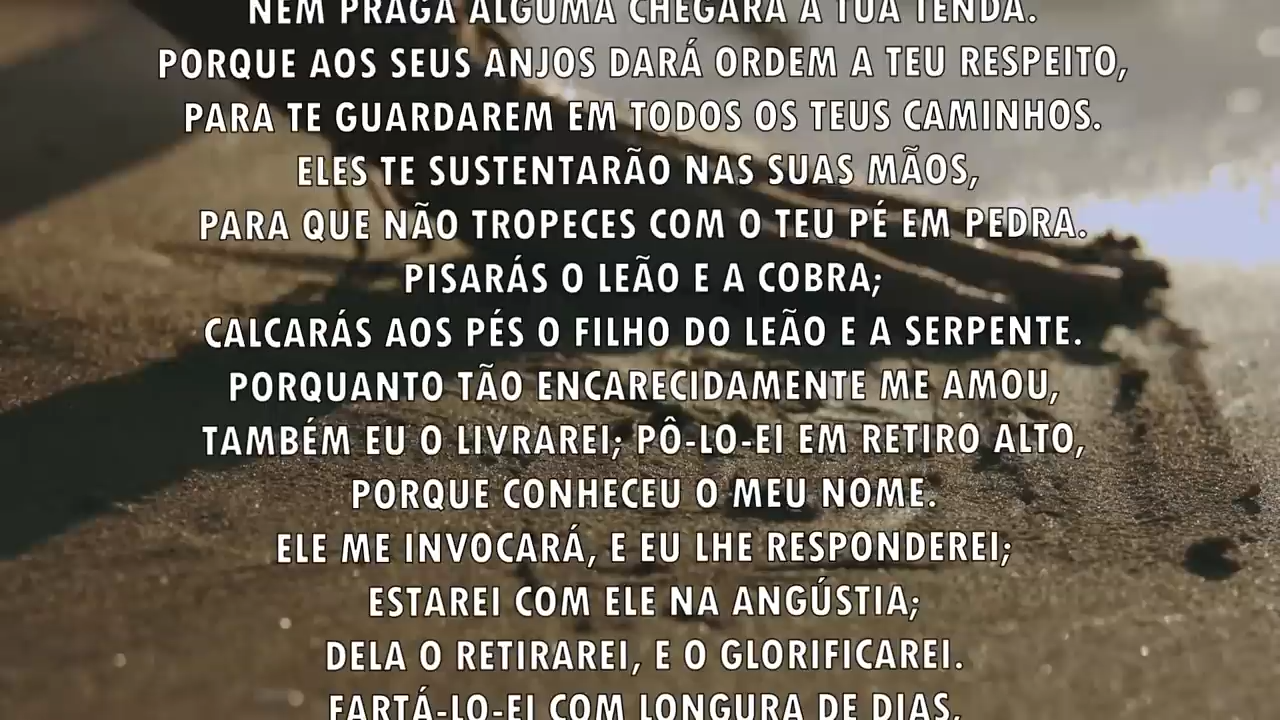 NEM PRAGA ALGUMA CHEGARÁ À TUA TENDA.
PORQUE AOS SEUS ANJOS DARÁ ORDEM A TEU RESPEITO,
PARA TE GUARDAREM EM TODOS OS TEUS CAMINHOS.
ELES TE SUSTENTARÃO NAS SUAS MÃOS,
PARA QUE NÃO TROPECES COM O TEU PÉ EM PEDRA.
PISARÁS O LEÃO E A COBRA;
CALCARÁS AOS PÉS O FILHO DO LEÃO E A SERPENTE.
PORQUANTO TÃO ENCARECIDAMENTE ME AMOU,
TAMBÉM EU O LIVRAREI; PÔ-LO-EI EM RETIRO ALTO,
PORQUE CONHECEU O MEU NOME.
ELE ME INVOCARÁ, E EU LHE RESPONDEREI;
ESTAREI COM ELE NA ANGÚSTIA;
DELA O RETIRAREI, E O GLORIFICAREI.
FARTÁ-LO-EI COM LONGURA DE DIAS,